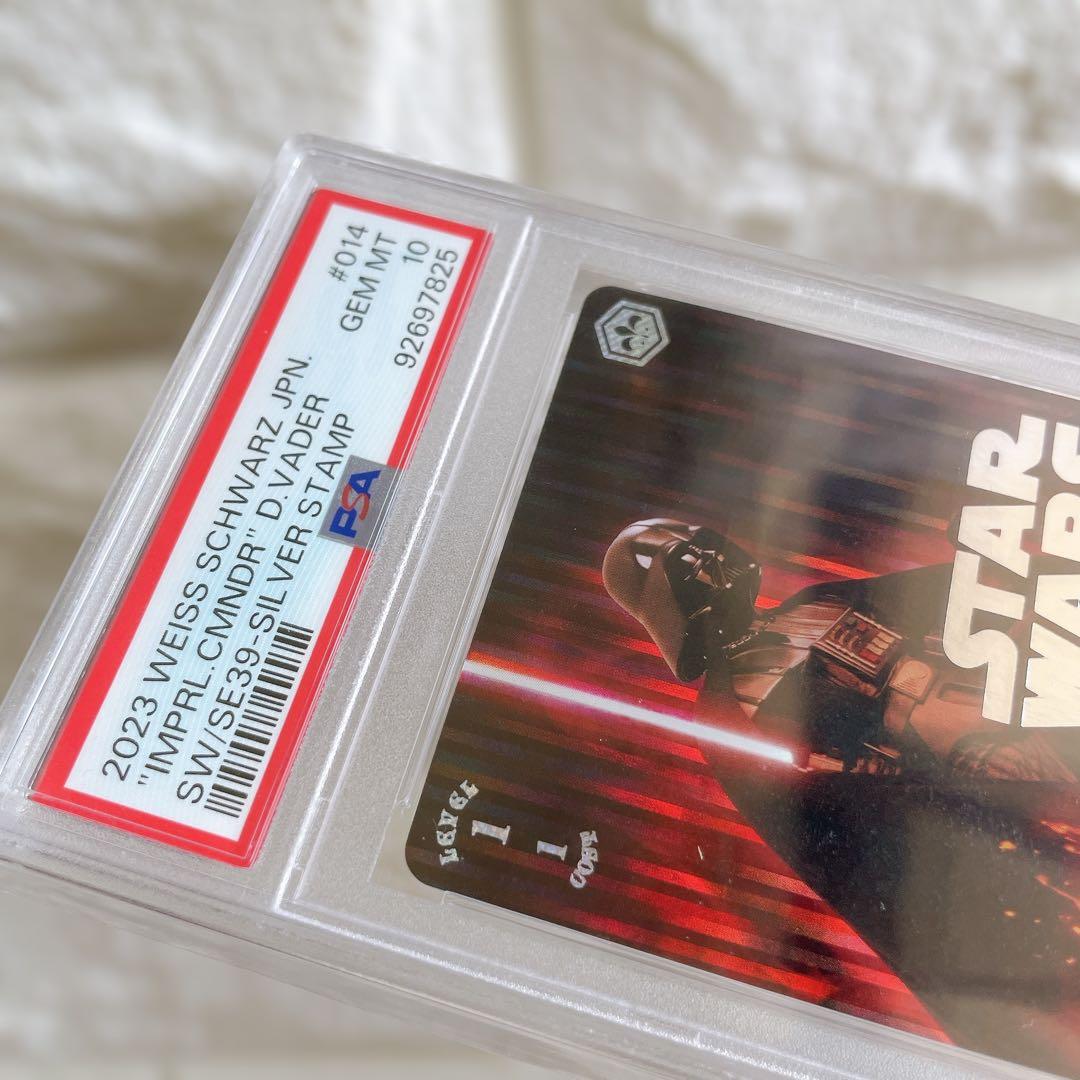 2023 WEISS SCHWARZ JPN. #014
"IMPRL.CMNDR" D.VADER GEM MT
SW/SE39-SILVER STAMP 10
92697825
PSA
LEVEL
1
1
COST
STAR
WARS